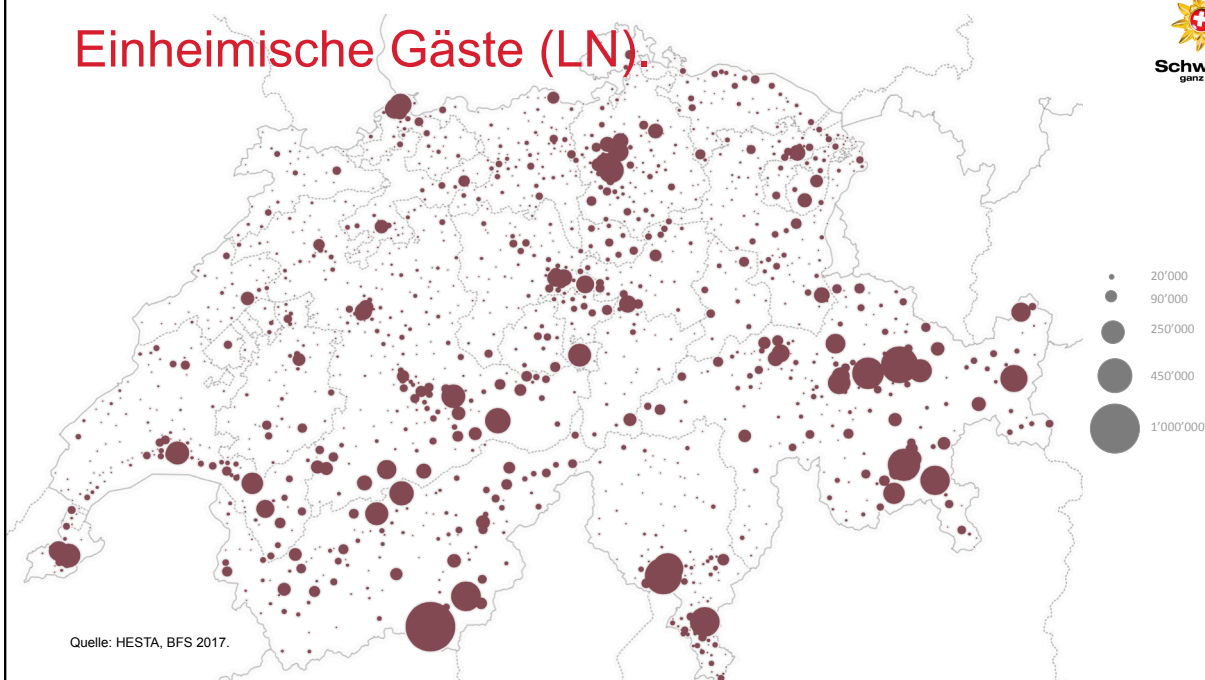 Einheimische Gäste (LN).
Schw
ganz
20'000
90'000
250'000
450'000
1'000'000
Quelle: HESTA, BFS 2017.